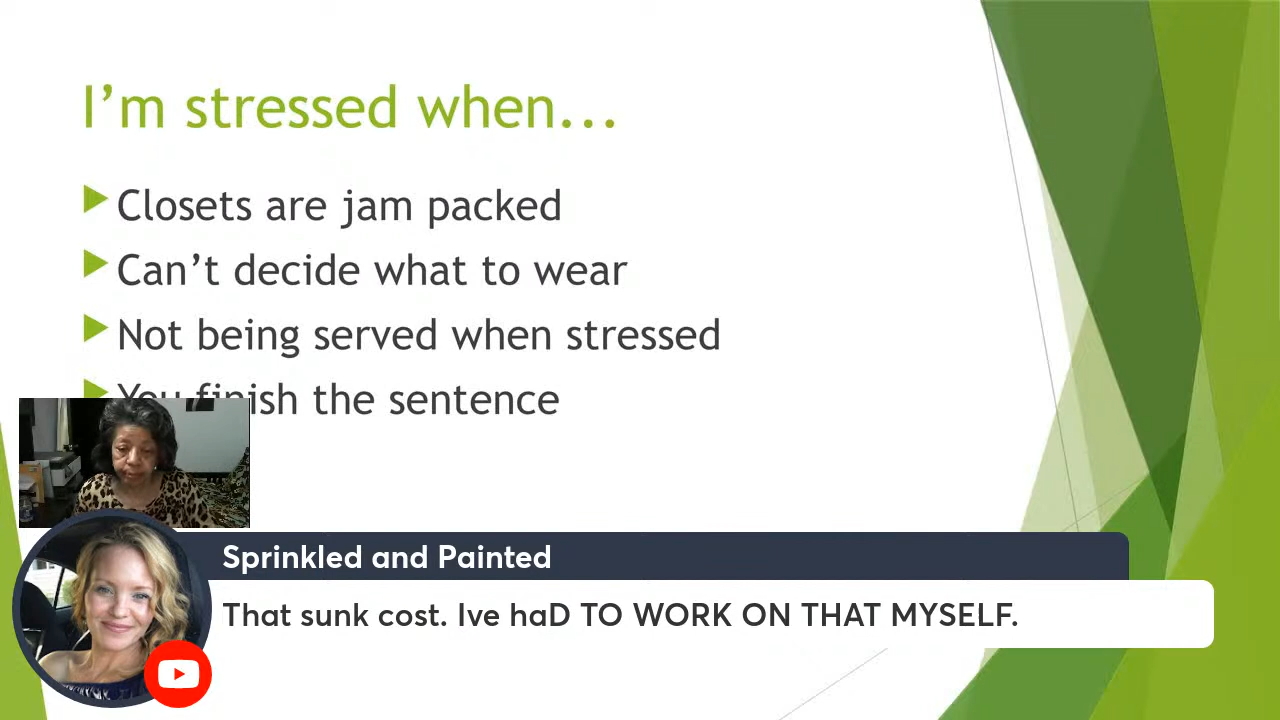 I'm stressed when...
Closets are jam packed
Can't decide what to wear
Not being served when stressed
You finish the sentence
Sprinkled and Painted
That sunk cost. Ive haD TO WORK ON THAT MYSELF.